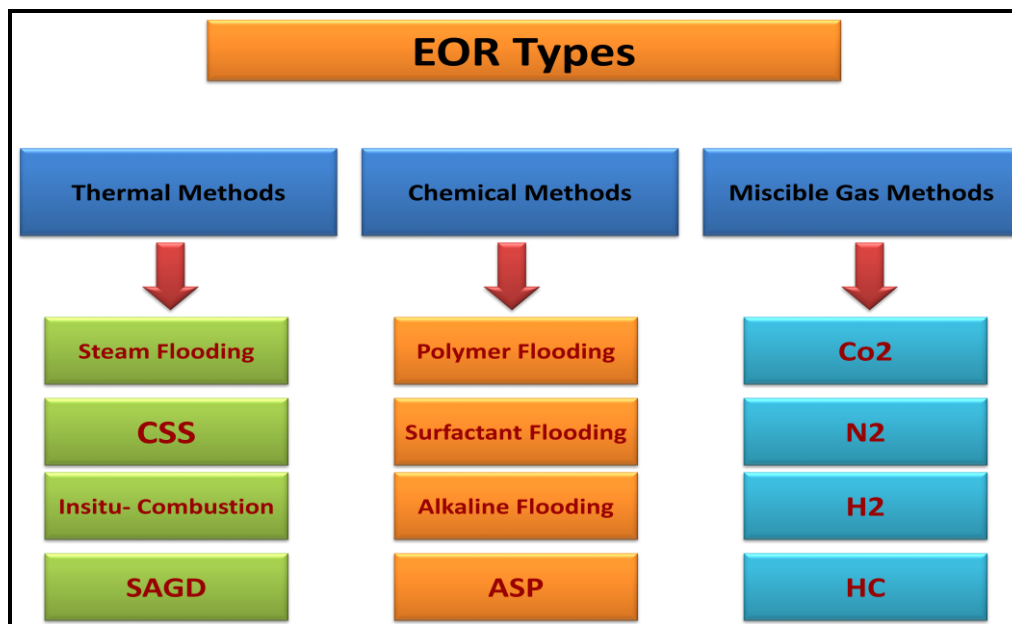 EOR Types
Thermal Methods
Chemical Methods
Miscible Gas Methods
Steam Flooding
Polymer Flooding
Co2
CSS
Surfactant Flooding
N2
Insitu- Combustion
Alkaline Flooding
H2
SAGD
ASP
HC